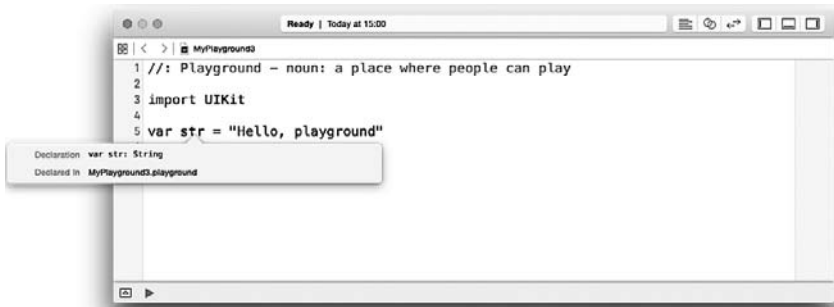 Ready | Today at 15:00
MyPlayground3
1 //: Playground – noun: a place where people can play
2
3 import UIKit
4
5 var str = "Hello, playground"
Declaration var str: String
Declared In MyPlayground3.playground